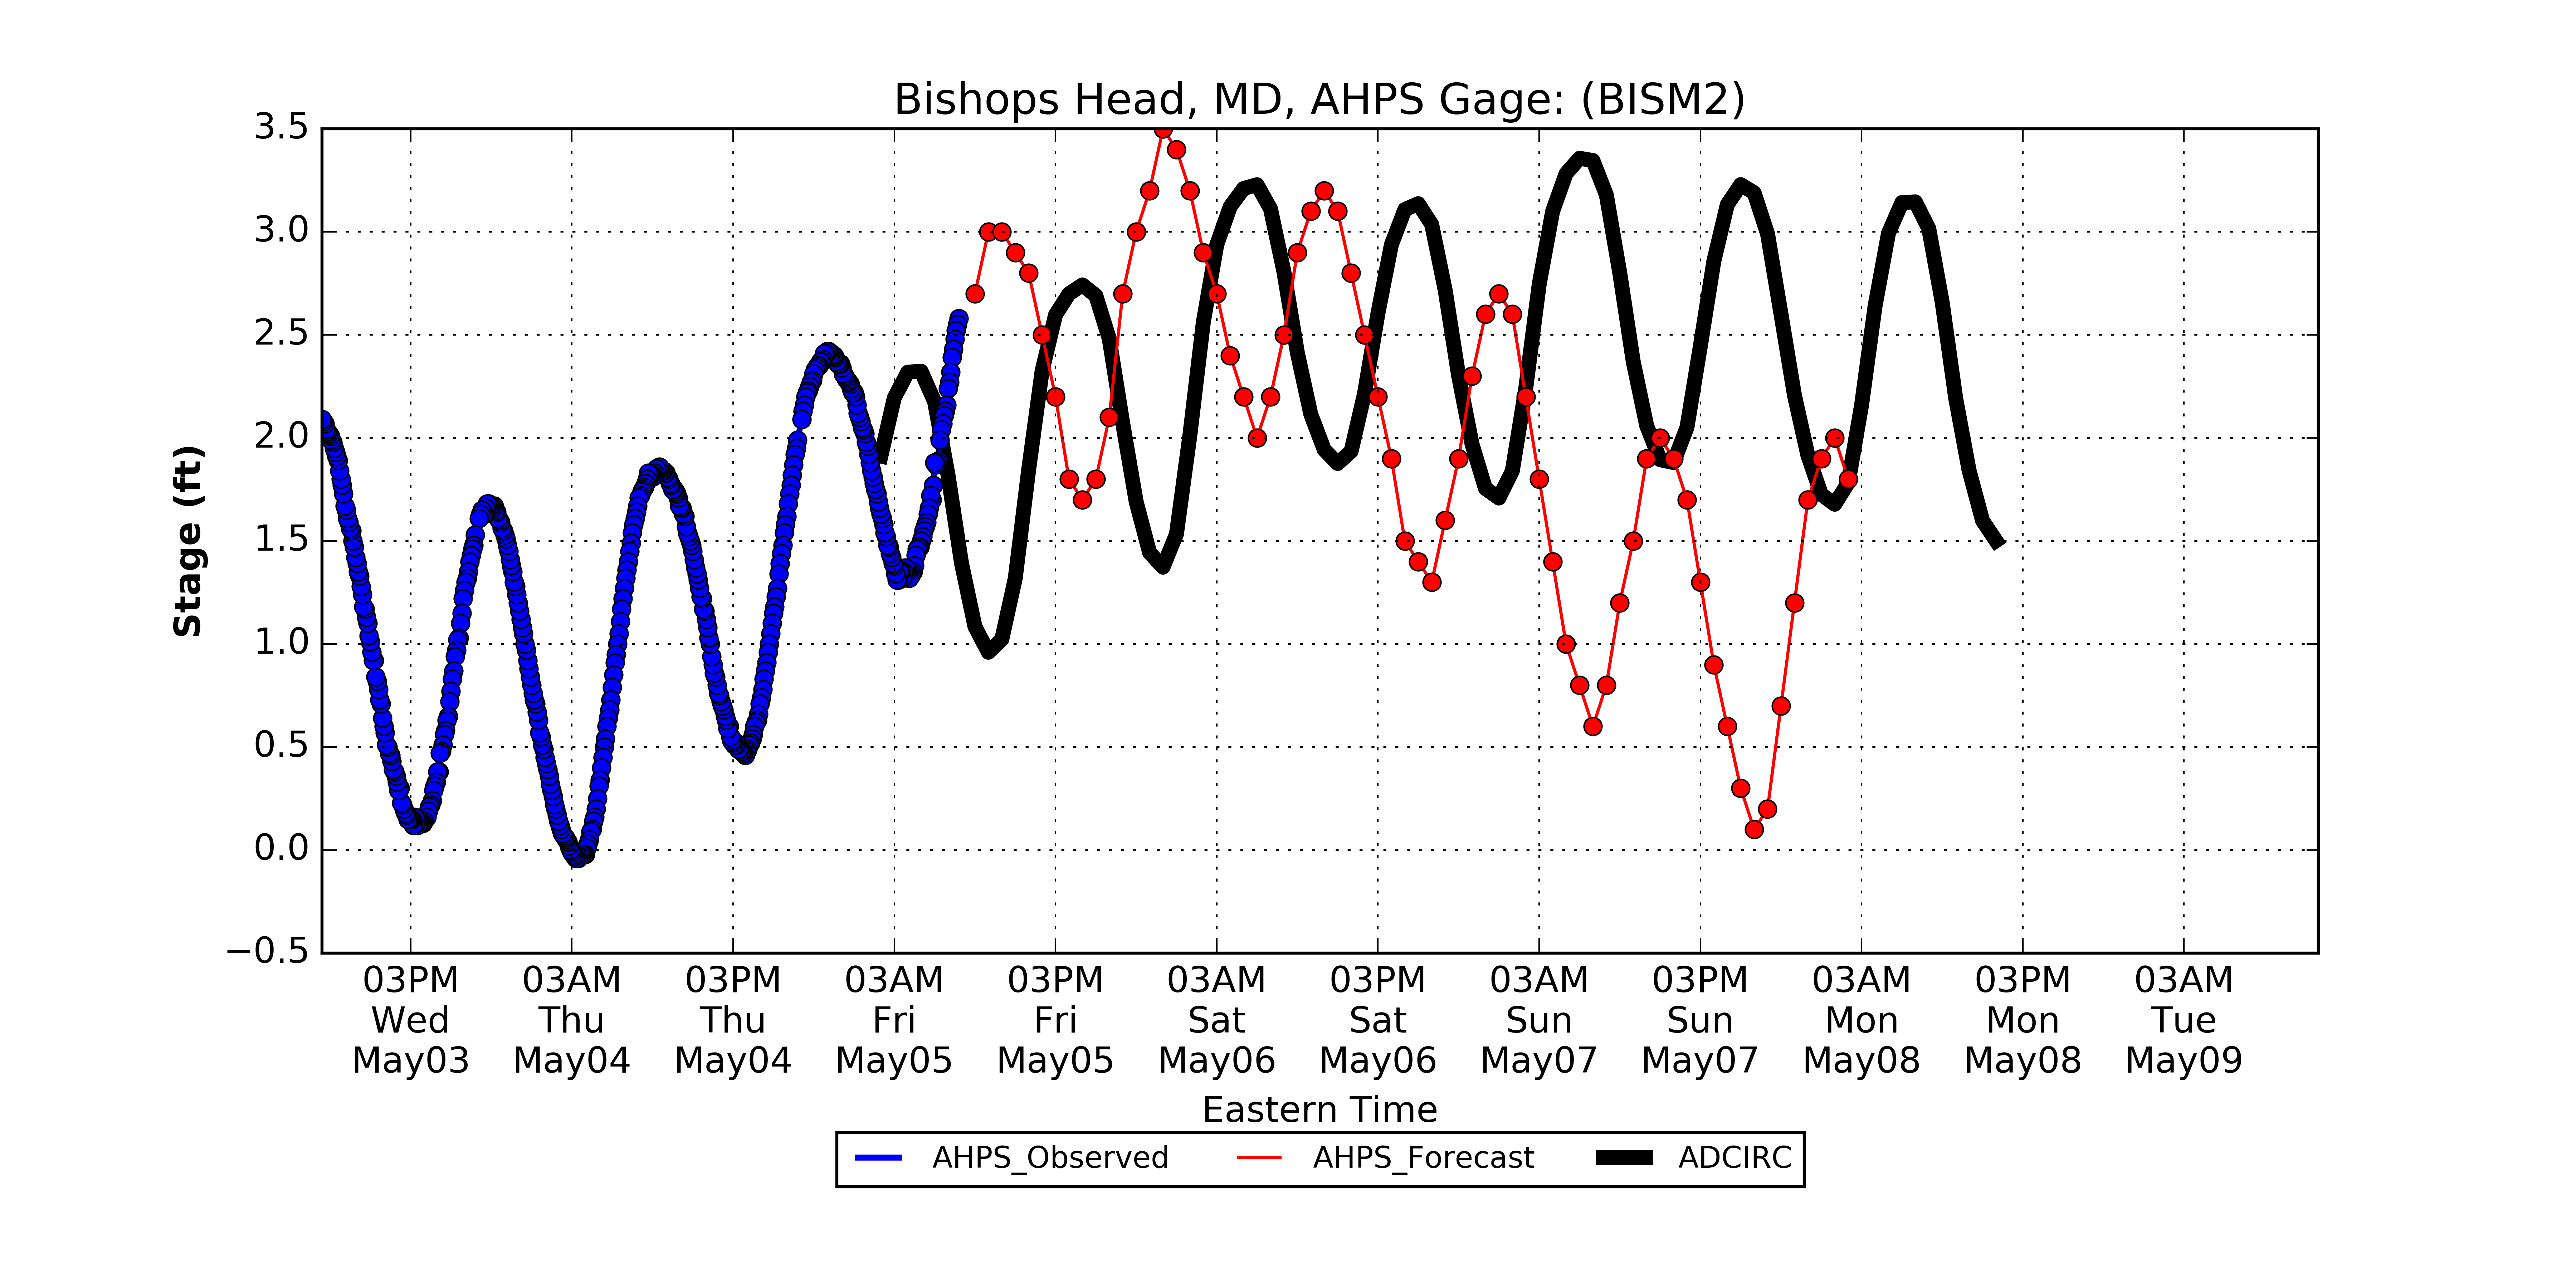 Bishops Head, MD, AHPS Gage: (BISM2)
3.5
3.0
2.5
2.0
1.5
1.0
0.5
0.0
−0.5
Stage (ft)
03PM 03AM 03PM 03AM 03PM 03AM 03PM 03AM 03PM 03AM 03PM 03AM
Wed Thu Thu Fri Fri Sat Sat Sun Sun Mon Mon Tue
May03 May04 May04 May05 May05 May06 May06 May07 May07 May08 May08 May09
Eastern Time
AHPS_Observed AHPS_Forecast ADCIRC